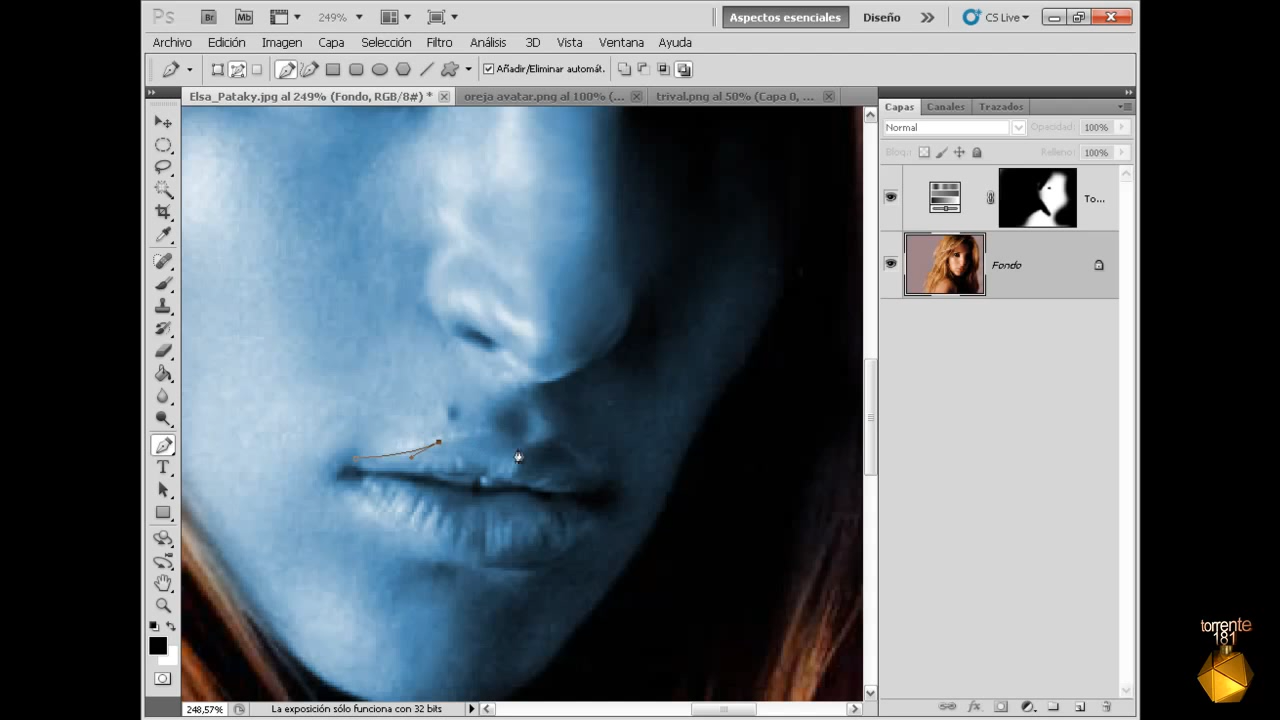 Ps Br Mb 249% Aspectos esenciales Diseño CS Live
Archivo Edición Imagen Capa Selección Filtro Análisis 3D Vista Ventana Ayuda
Añadir/Eliminar automát.
Elsa_Pataky.jpg al 249% (Fondo, RGB/8#) * oreja avatar.png al 100% (... trival.png al 50% (Capa 0, ...
Capas Canales Trazados
Normal Opacidad: 100%
Bloq.: Relleno: 100%
To...
Fondo
T
torrente
181
248,57% La exposición sólo funciona con 32 bits
fx